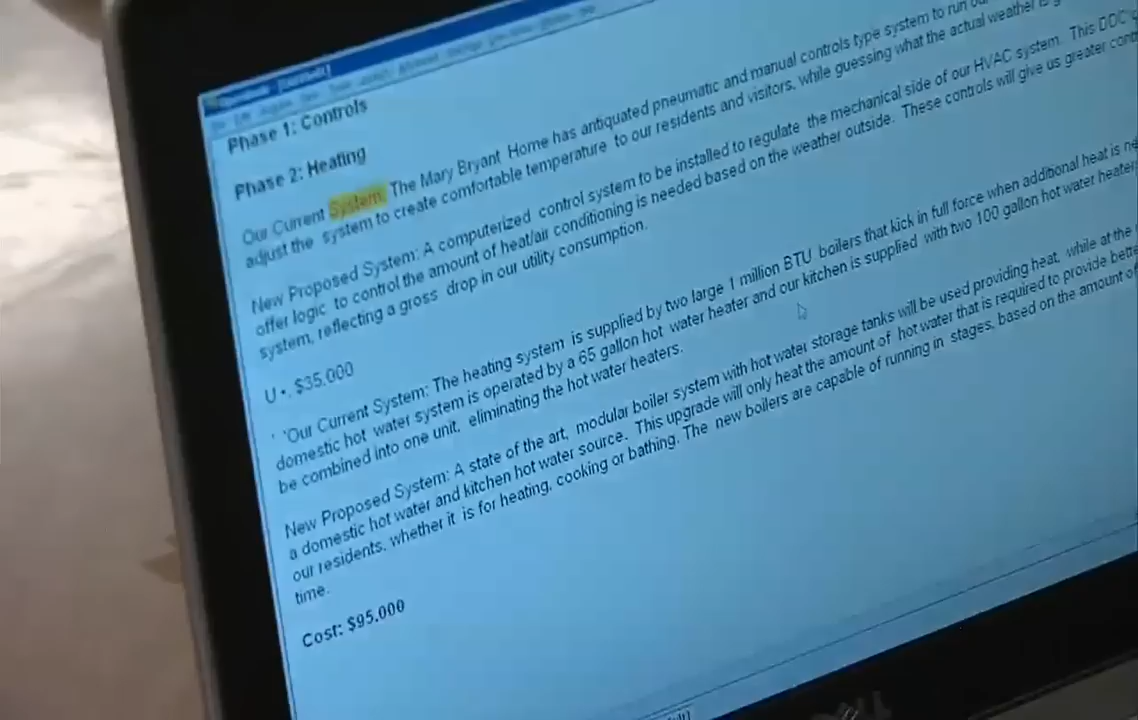 Phase 1: Controls
Phase 2: Heating
Our Current System: The Mary Bryant Home has antiquated pneumatic and manual controls type system to run
adjust the system to create comfortable temperature to our residents and visitors, while guessing what the actual weather is
New Proposed System: A computerized control system to be installed to regulate the mechanical side of our HVAC system. This DDC
offer logic to control the amount of heat/air conditioning is needed based on the weather outside. These controls will give us greater
system, reflecting a gross drop in our utility consumption.
U •. $35.000
'Our Current System: The heating system is supplied by two large 1 million BTU boilers that kick in full force when additional heat is
domestic hot water system is operated by a 65 gallon hot water heater and our kitchen is supplied with two 100 gallon hot water
be combined into one unit, eliminating the hot water heaters.
New Proposed System: A state of the art, modular boiler system with hot water storage tanks will be used providing heat, while at the
a domestic hot water and kitchen hot water source. This upgrade will only heat the amount of hot water that is required to provide
our residents, whether it is for heating, cooking or bathing. The new boilers are capable of running in stages, based on the amount of
time.
Cost: $95.000